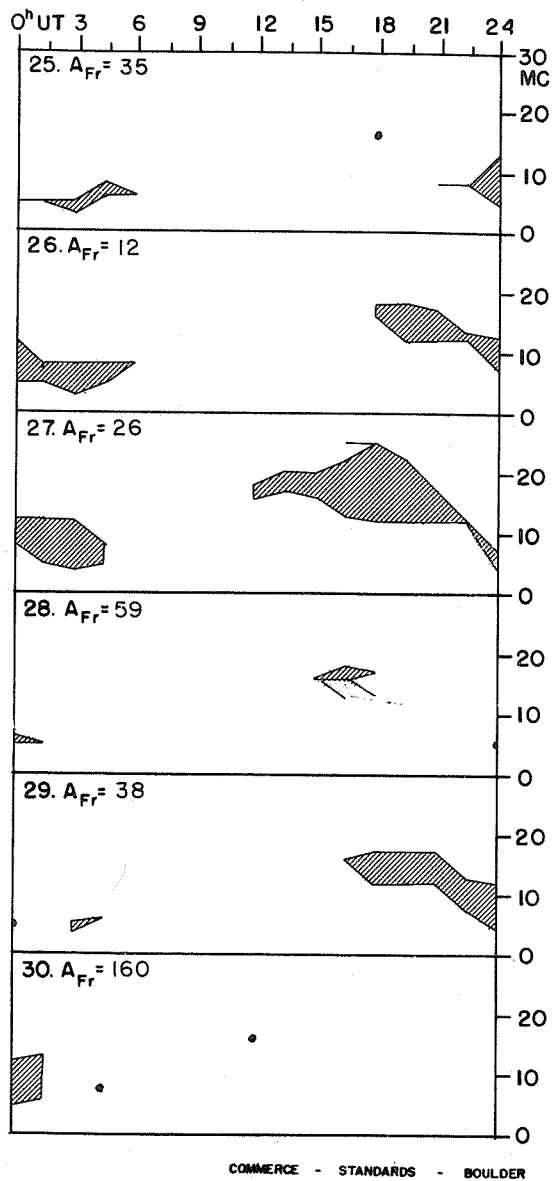 0ʰ UT 3 6 9 12 15 18 21 24
30
MC
25. A_Fr = 35
20
10
0
26. A_Fr = 12
20
10
0
27. A_Fr = 26
20
10
0
28. A_Fr = 59
20
10
0
29. A_Fr = 38
20
10
0
30. A_Fr = 160
20
10
0
COMMERCE - STANDARDS - BOULDER